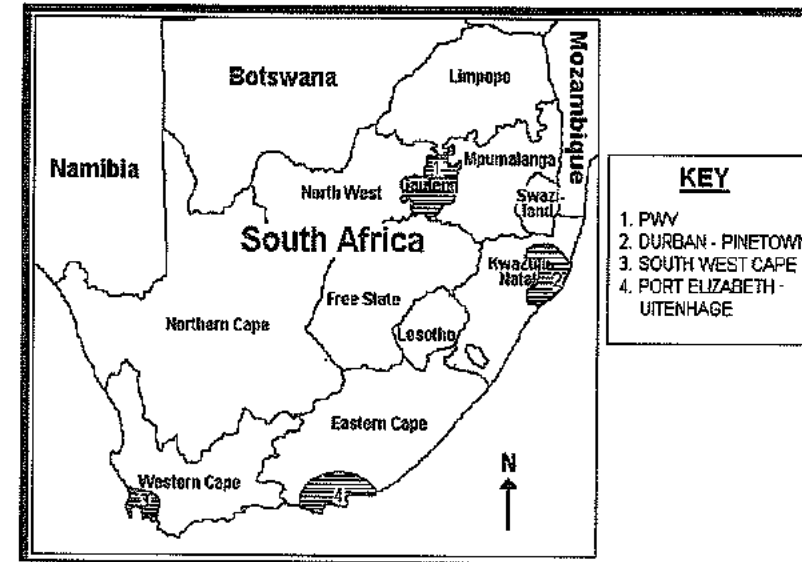 Botswana
Limpopo
Mozambique
Namibia
1
Mpumalanga
North West
Gauteng
Swazi-
land
South Africa
KwaZulu
Natal
2
Free State
Northern Cape
Lesotho
Eastern Cape
Western Cape
3
4
N
KEY
1. PWV
2. DURBAN - PINETOWN
3. SOUTH WEST CAPE
4. PORT ELIZABETH -
UITENHAGE